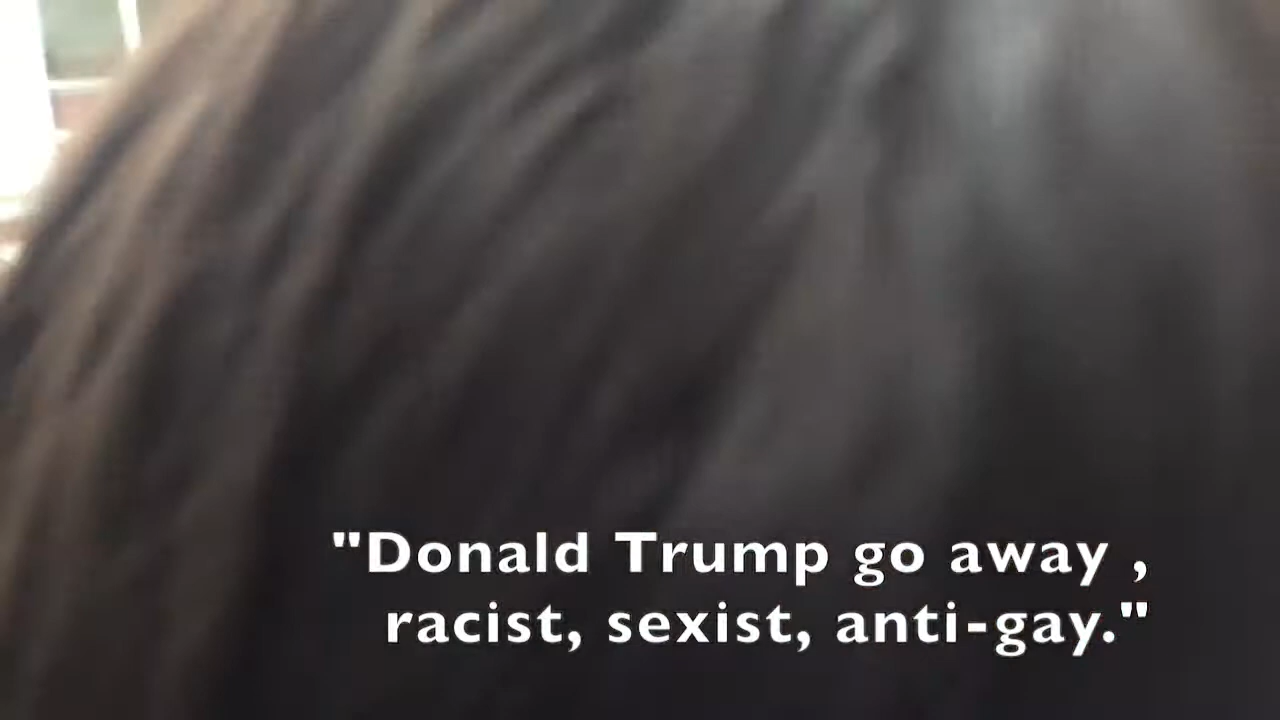 "Donald Trump go away ,
racist, sexist, anti-gay."